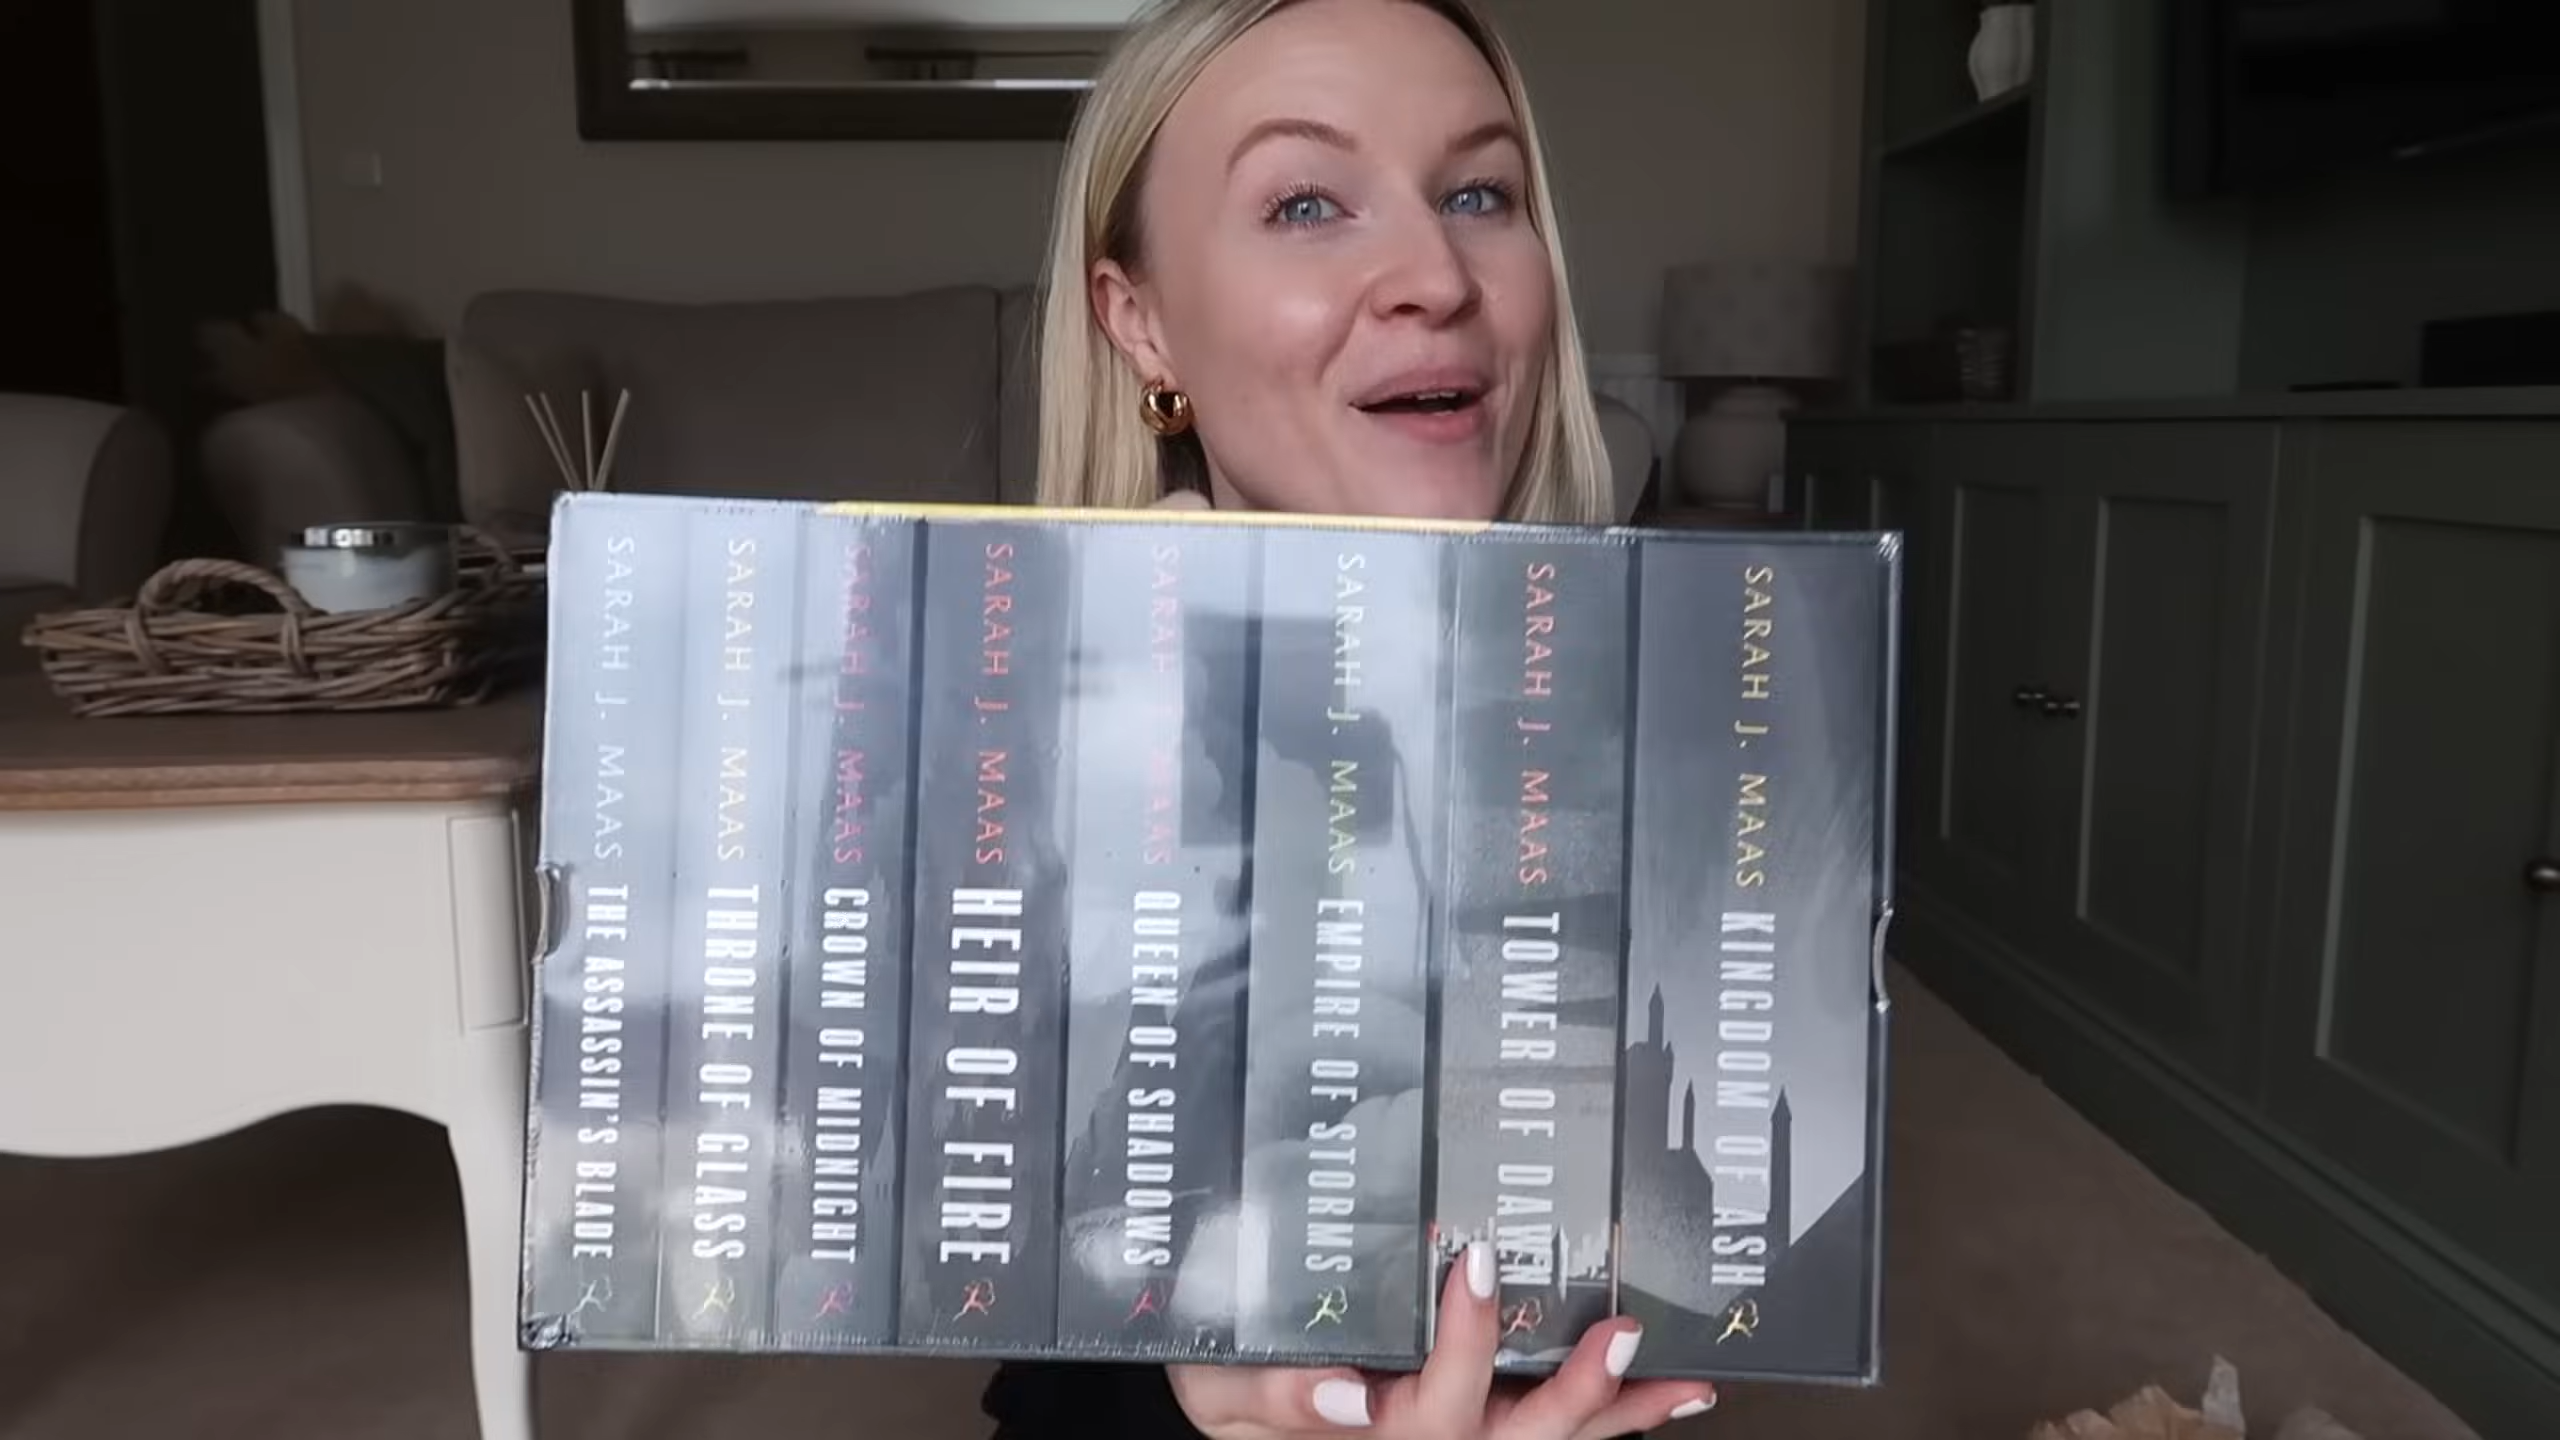 SARAH J. MAAS THE ASSASSIN'S BLADE
SARAH J. MAAS THRONE OF GLASS
SARAH J. MAAS CROWN OF MIDNIGHT
SARAH J. MAAS HEIR OF FIRE
SARAH J. MAAS QUEEN OF SHADOWS
SARAH J. MAAS EMPIRE OF STORMS
SARAH J. MAAS TOWER OF DAWN
SARAH J. MAAS KINGDOM OF ASH